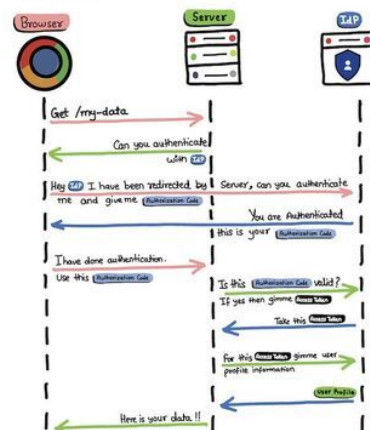 Browser
Server
IdP
Get /my-data
Can you authenticate
with IdP
Hey IdP I have been redirected by Server, can you authenticate
me and give me Authorization Code
You are Authenticated
this is your Authorization Code
I have done authentication.
Use this Authorization Code
Is this Authorization Code valid?
If yes then gimme Access Token
Take this Access Token
For this Access Token gimme user
profile information
User Profile
Here is your data !!